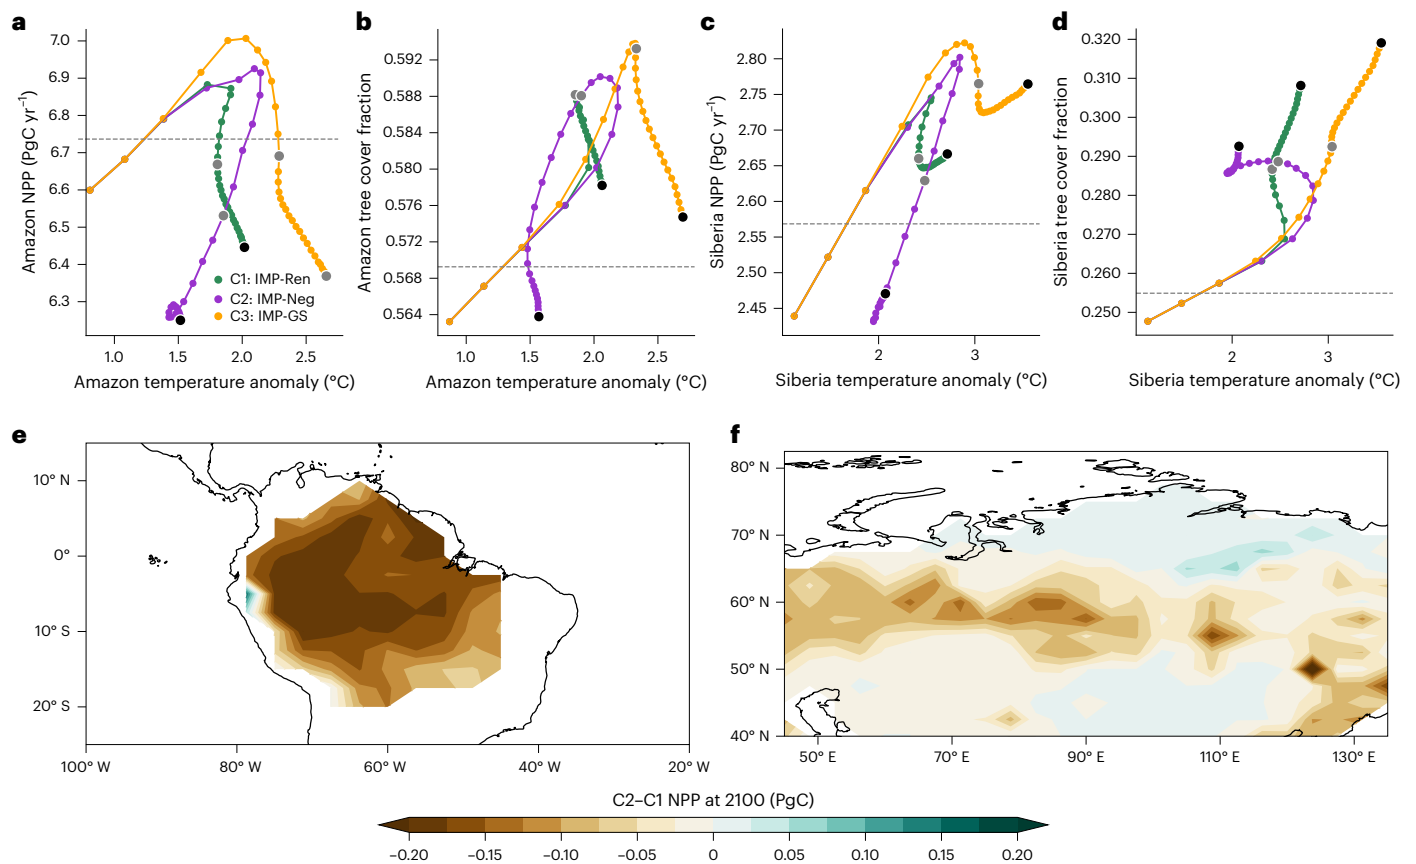 a
7.0
6.9
6.8
6.7
6.6
6.5
6.4
6.3
Amazon NPP (PgC yr⁻¹)
C1: IMP-Ren
C2: IMP-Neg
C3: IMP-GS
1.0
1.5
2.0
2.5
Amazon temperature anomaly (°C)
b
0.592
0.588
0.584
0.580
0.576
0.572
0.568
0.564
Amazon tree cover fraction
1.0
1.5
2.0
2.5
Amazon temperature anomaly (°C)
c
2.80
2.75
2.70
2.65
2.60
2.55
2.50
2.45
Siberia NPP (PgC yr⁻¹)
2
3
Siberia temperature anomaly (°C)
d
0.320
0.310
0.300
0.290
0.280
0.270
0.260
0.250
Siberia tree cover fraction
2
3
Siberia temperature anomaly (°C)
e
10° N
0°
10° S
20° S
100° W
80° W
60° W
40° W
20° W
f
80° N
70° N
60° N
50° N
40° N
50° E
70° E
90° E
110° E
130° E
C2–C1 NPP at 2100 (PgC)
−0.20
−0.15
−0.10
−0.05
0
0.05
0.10
0.15
0.20